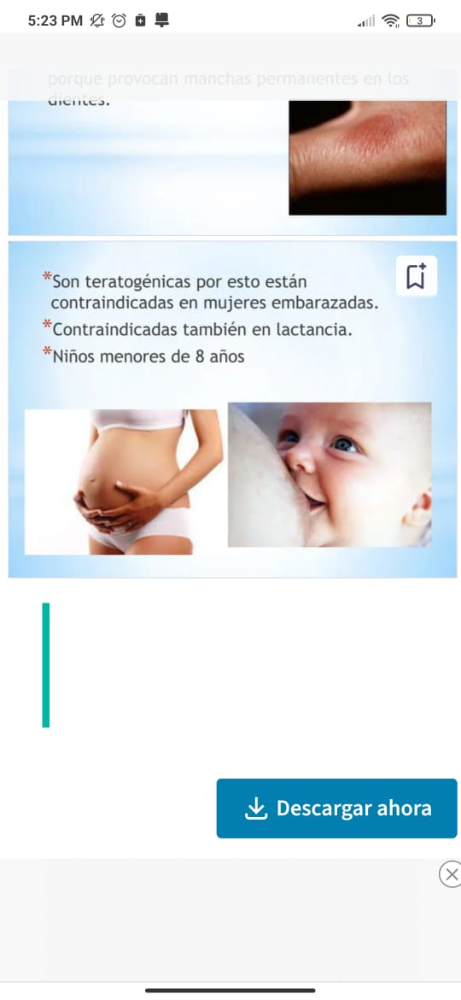 5:23 PM
3
porque provocan manchas permanentes en los
dientes.
*Son teratogénicas por esto están
contraindicadas en mujeres embarazadas.
*Contraindicadas también en lactancia.
*Niños menores de 8 años
Descargar ahora